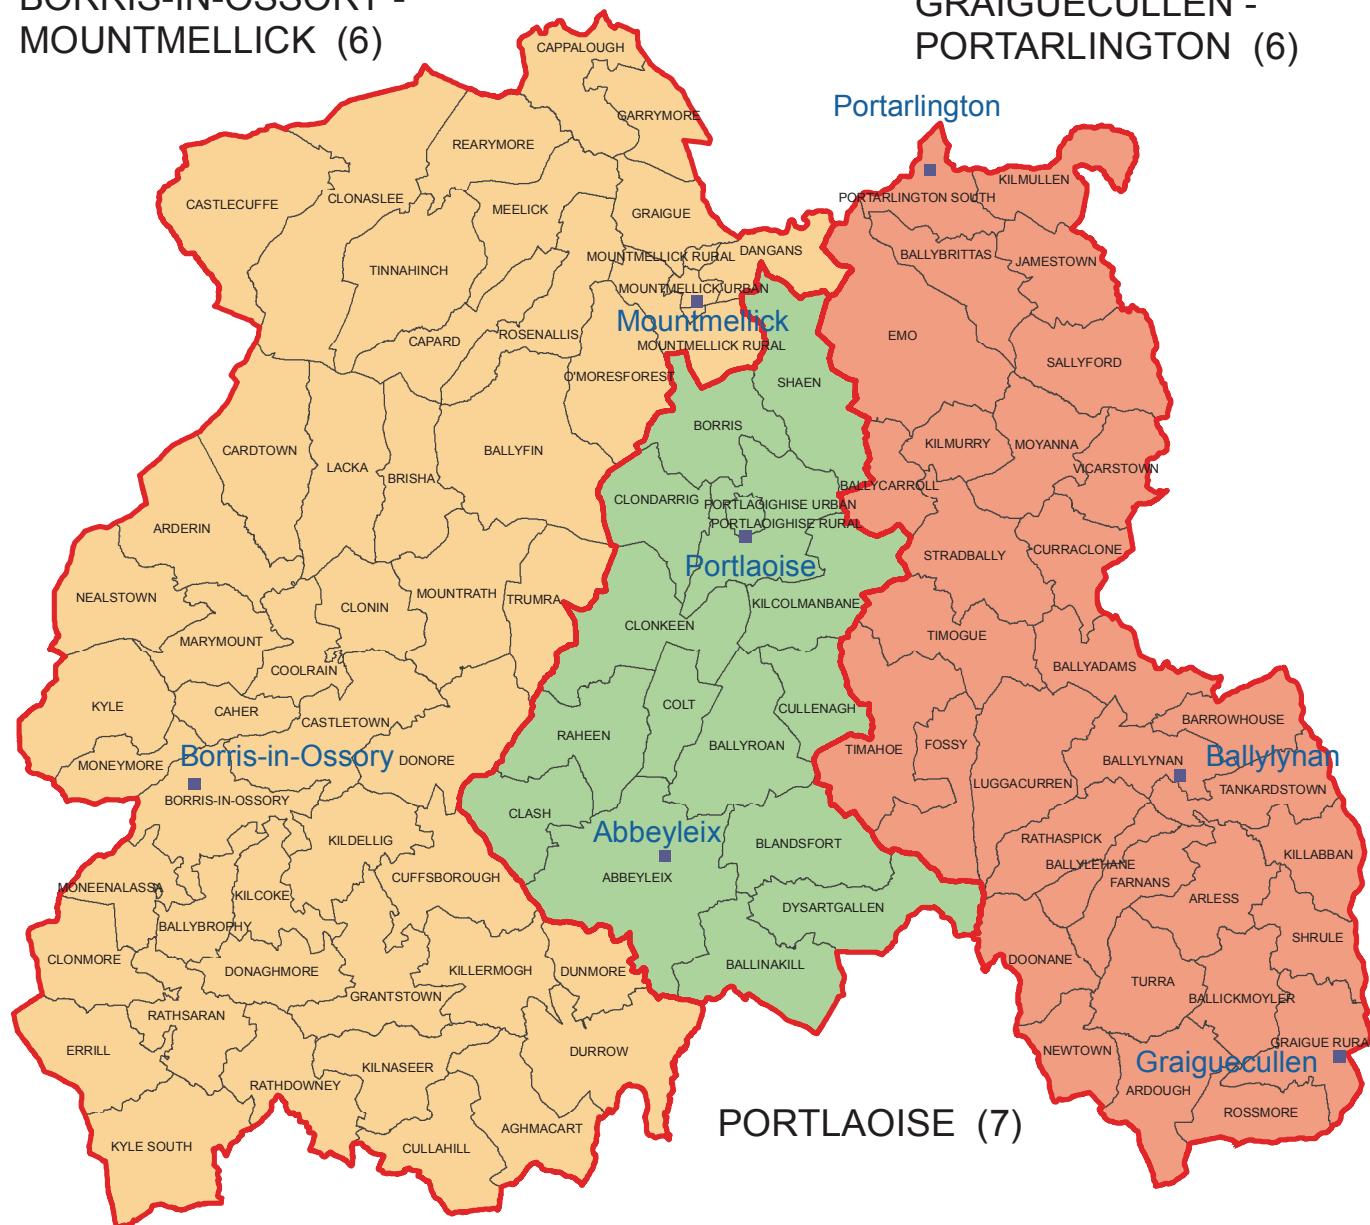 BORRIS-IN-OSSORY -
MOUNTMELLICK (6)
GRAIGUECULLEN -
PORTARLINGTON (6)
CAPPALOUGH
Portarlington
GARRYMORE
REARYMORE
KILMULLEN
CLONASLEE
PORTARLINGTON SOUTH
CASTLECUFFE
MEELICK
GRAIGUE
DANGANS
BALLYBRITTAS
MOUNTMELLICK RURAL
JAMESTOWN
TINNAHINCH
MOUNTMELLICK URBAN
Mountmellick
ROSENALLIS
EMO
CAPARD
MOUNTMELLICK RURAL
SALLYFORD
O'MORESFOREST
SHAEN
BORRIS
KILMURRY
MOYANNA
CARDTOWN
BALLYFIN
LACKA
VICARSTOWN
BRISHA
BALLYCARROLL
CLONDARRIG
PORTLAOIGHISE URBAN
PORTLAOIGHISE RURAL
ARDERIN
CURRACLONE
STRADBALLY
Portlaoise
MOUNTRATH
NEALSTOWN
TRUMRA
KILCOLMANBANE
CLONIN
CLONKEEN
TIMOGUE
MARYMOUNT
BALLYADAMS
COOLRAIN
KYLE
COLT
CULLENAGH
CAHER
BARROWHOUSE
CASTLETOWN
RAHEEN
BALLYROAN
FOSSY
TIMAHOE
Borris-in-Ossory
Ballylynan
DONORE
BALLYLYNAN
MONEYMORE
LUGGACURREN
TANKARDSTOWN
BORRIS-IN-OSSORY
CLASH
Abbeyleix
RATHASPICK
KILDELLIG
BLANDSFORT
KILLABBAN
BALLYLEHANE
CUFFSBOROUGH
ABBEYLEIX
FARNANS
MONEENALASSA
KILCOKE
ARLESS
DYSARTGALLEN
BALLYBROPHY
SHRULE
CLONMORE
DOONANE
BALLINAKILL
DONAGHMORE
KILLERMOGH
DUNMORE
TURRA
GRANTSTOWN
BALLICKMOYLER
RATHSARAN
GRAIGUE RURA
ERRILL
DURROW
NEWTOWN
Graiguecullen
KILNASEER
RATHDOWNEY
ARDOUGH
ROSSMORE
PORTLAOISE (7)
AGHMACART
KYLE SOUTH
CULLAHILL